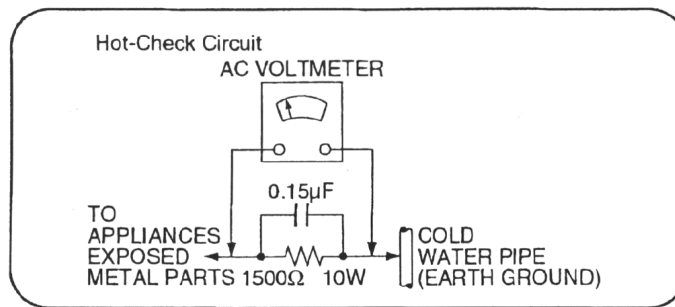 Hot-Check Circuit
AC VOLTMETER
0.15µF
TO
APPLIANCES
EXPOSED
METAL PARTS
1500Ω 10W
COLD
WATER PIPE
(EARTH GROUND)